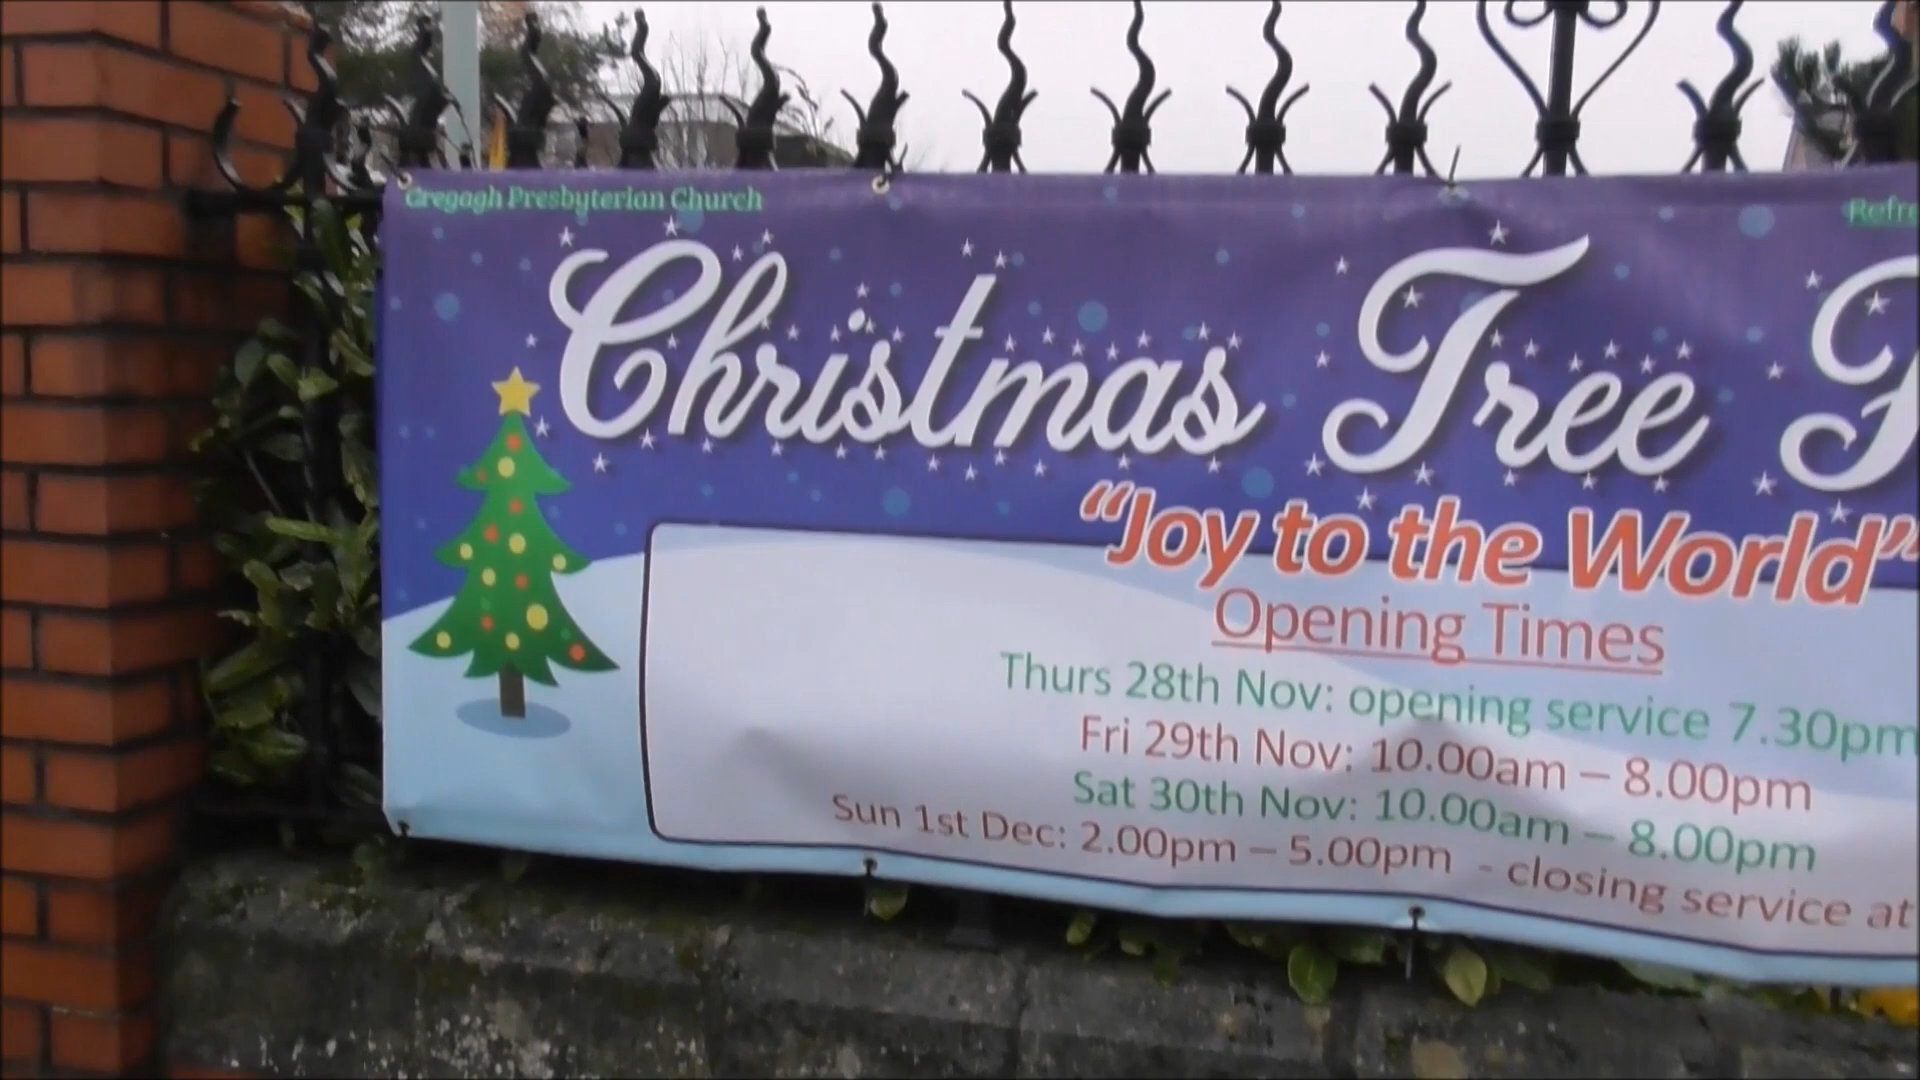 Cregagh Presbyterian Church
Christmas Tree
"Joy to the World"
Opening Times
Thurs 28th Nov: opening service 7.30pm
Fri 29th Nov: 10.00am – 8.00pm
Sat 30th Nov: 10.00am – 8.00pm
Sun 1st Dec: 2.00pm – 5.00pm - closing service at